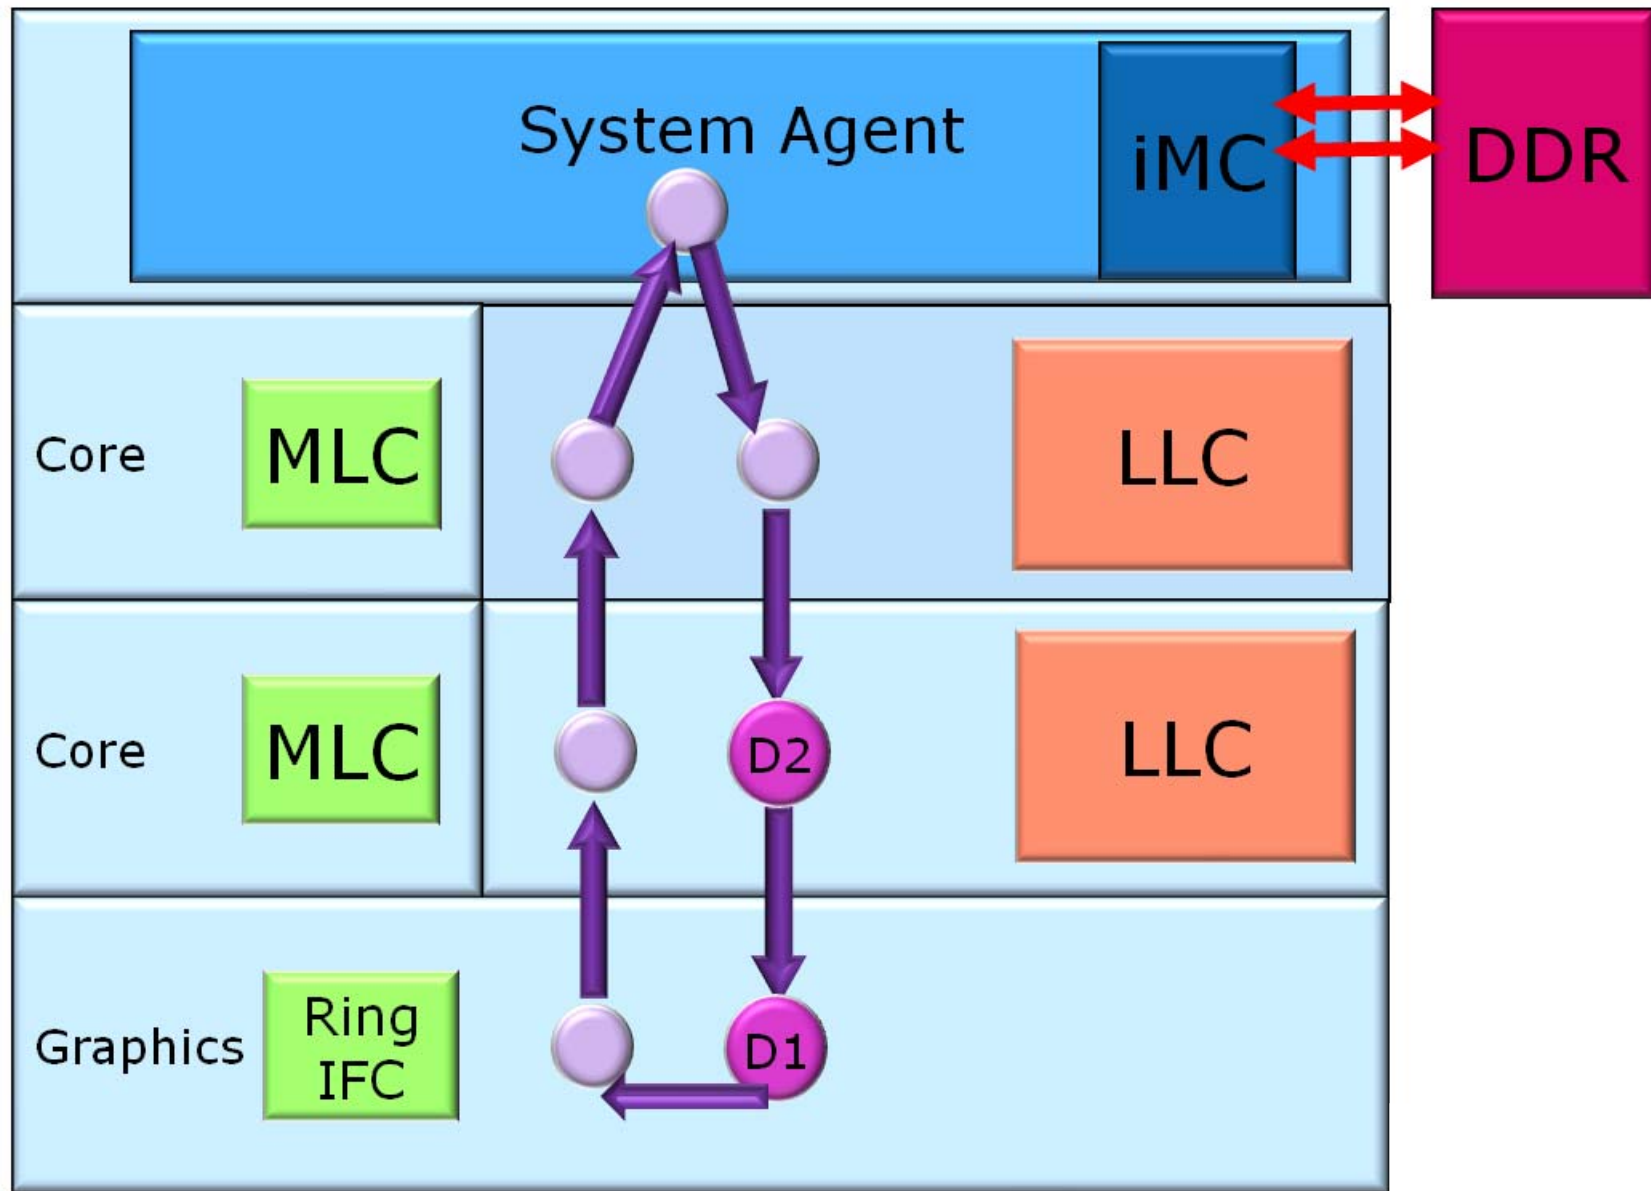 System Agent
iMC
DDR
Core
MLC
LLC
Core
MLC
D2
LLC
Graphics
Ring
IFC
D1